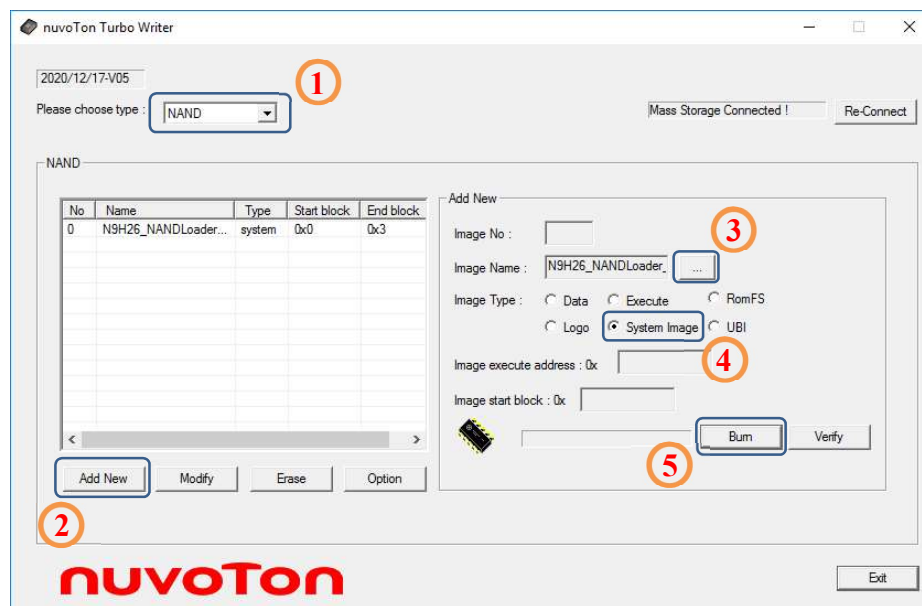 nuvoTon Turbo Writer
2020/12/17-V05
1
Please choose type :
NAND
Mass Storage Connected !
Re-Connect
NAND
No Name Type Start block End block
0 N9H26_NANDLoader... system 0x0 0x3
Add New
Image No :
3
Image Name : N9H26_NANDLoader_ ...
Image Type : Data Execute RomFS
Logo System Image UBI
4
Image execute address : 0x
Image start block : 0x
Burn Verify
5
Add New Modify Erase Option
2
nuvoTon
Exit